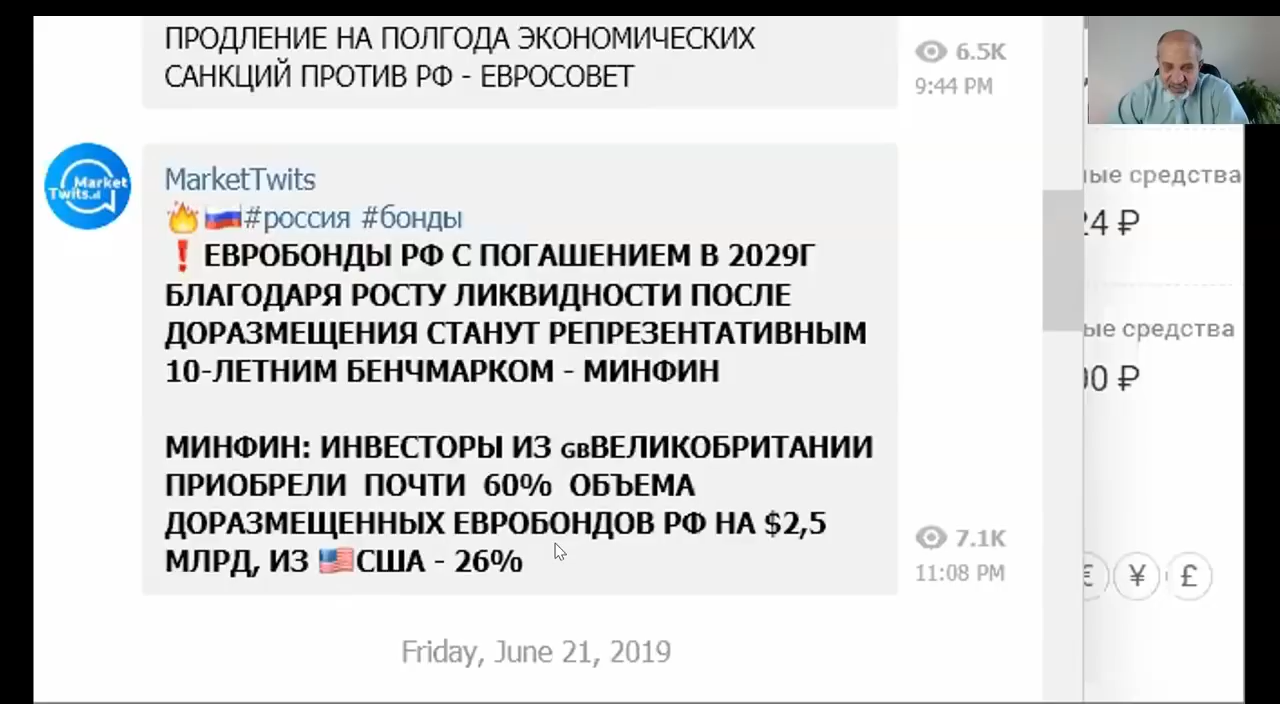 ПРОДЛЕНИЕ НА ПОЛГОДА ЭКОНОМИЧЕСКИХ
САНКЦИЙ ПРОТИВ РФ - ЕВРОСОВЕТ
6.5K
9:44 PM
Market
Twits
MarketTwits
#россия #бонды
❗ЕВРОБОНДЫ РФ С ПОГАШЕНИЕМ В 2029Г
БЛАГОДАРЯ РОСТУ ЛИКВИДНОСТИ ПОСЛЕ
ДОРАЗМЕЩЕНИЯ СТАНУТ РЕПРЕЗЕНТАТИВНЫМ
10-ЛЕТНИМ БЕНЧМАРКОМ - МИНФИН
МИНФИН: ИНВЕСТОРЫ ИЗ GBВЕЛИКОБРИТАНИИ
ПРИОБРЕЛИ ПОЧТИ 60% ОБЪЕМА
ДОРАЗМЕЩЕННЫХ ЕВРОБОНДОВ РФ НА $2,5
МЛРД, ИЗ США - 26%
7.1K
11:08 PM
Friday, June 21, 2019
средства
24 ₽
средства
00 ₽
€ ¥ £